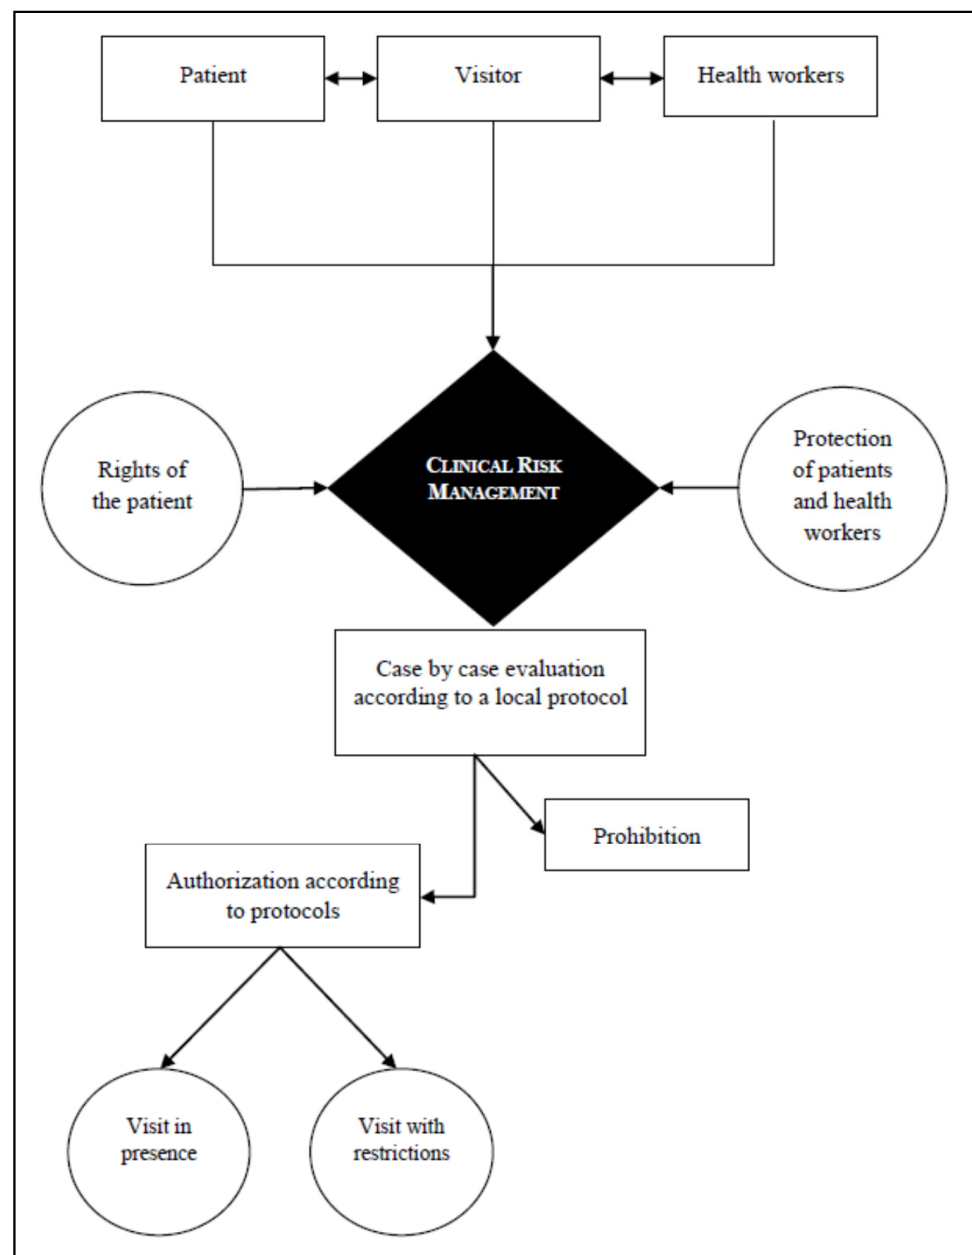 Patient
Visitor
Health workers
Rights of
the patient
CLINICAL RISK
MANAGEMENT
Protection
of patients
and health
workers
Case by case evaluation
according to a local protocol
Prohibition
Authorization according
to protocols
Visit in
presence
Visit with
restrictions